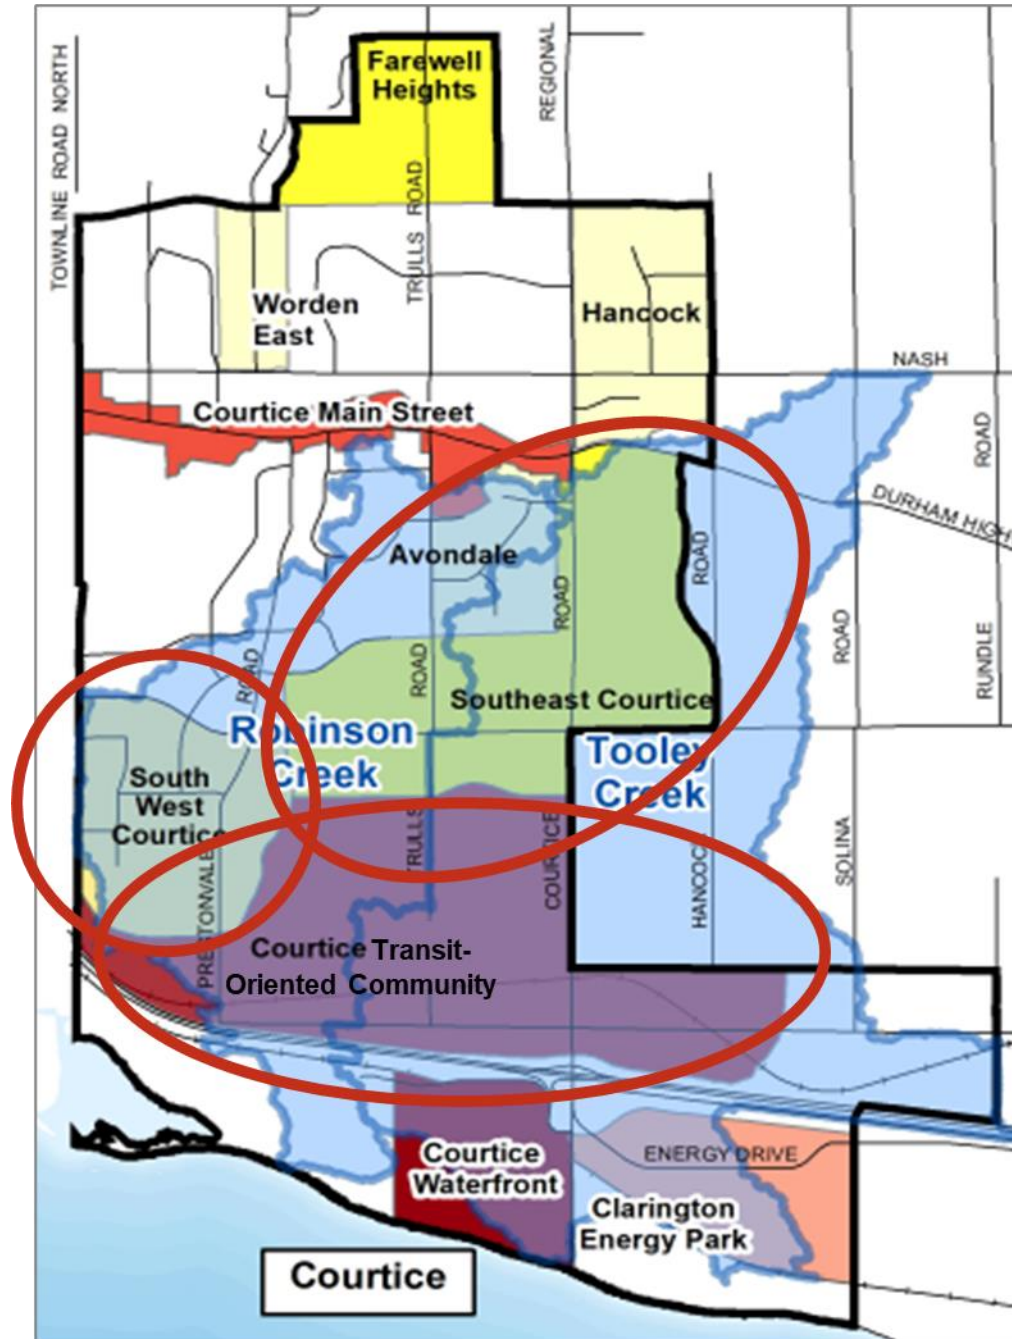 TOWNLINE ROAD NORTH
Farewell
Heights
REGIONAL
TRULLS ROAD
Worden
East
Hancock
NASH
Courtice Main Street
ROAD
DURHAM HIGH
Avondale
ROAD
ROAD
ROAD
ROAD
ROAD
RUNDLE
Southeast Courtice
Robinson
Creek
Tooley
Creek
South
West
Courtice
PRESTONVALE
TRULLS
COURTICE
HANCOCK
SOLINA
Courtice Transit-
Oriented Community
ENERGY DRIVE
Courtice
Waterfront
Clarington
Energy Park
Courtice